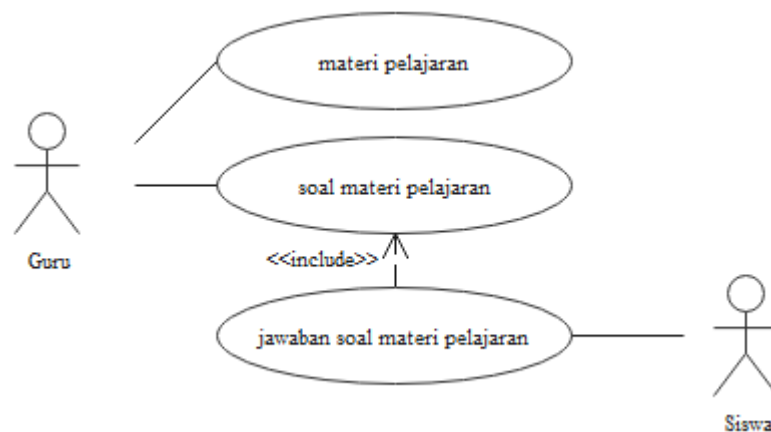 materi pelajaran
soal materi pelajaran
Guru
<<include>>
jawaban soal materi pelajaran
Siswa